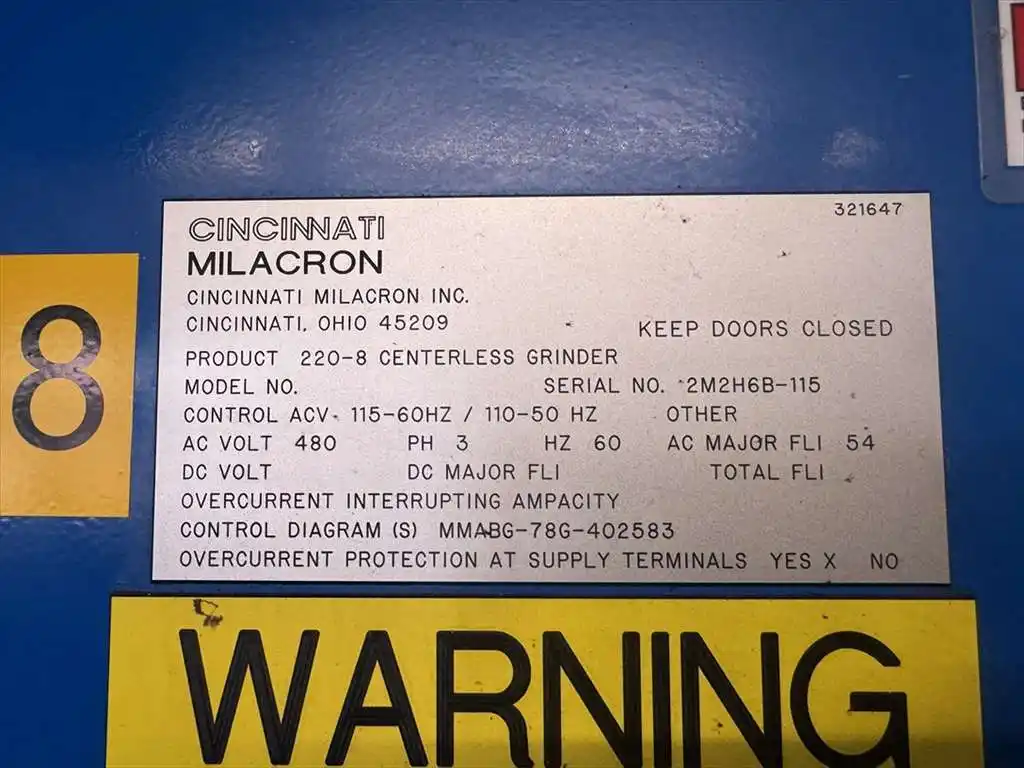 321647
CINCINNATI
MILACRON
CINCINNATI MILACRON INC.
CINCINNATI, OHIO 45209
KEEP DOORS CLOSED
PRODUCT 220-8 CENTERLESS GRINDER
MODEL NO. SERIAL NO. 2M2H6B-115
CONTROL ACV 115-60HZ / 110-50 HZ OTHER
AC VOLT 480 PH 3 HZ 60 AC MAJOR FLI 54
DC VOLT DC MAJOR FLI TOTAL FLI
OVERCURRENT INTERRUPTING AMPACITY
CONTROL DIAGRAM (S) MMABG-78G-402583
OVERCURRENT PROTECTION AT SUPPLY TERMINALS YES X NO
8
WARNING